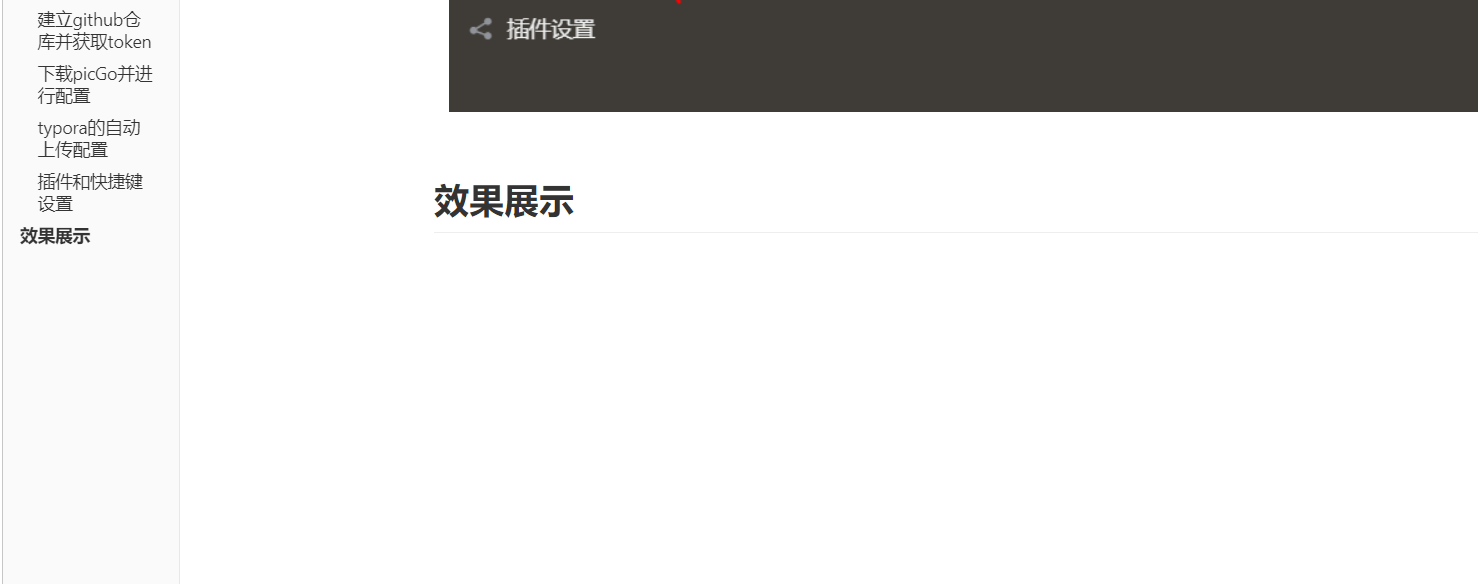 建立github仓
库并获取token
下载picGo并进
行配置
typora的自动
上传配置
插件和快捷键
设置
效果展示
插件设置
效果展示